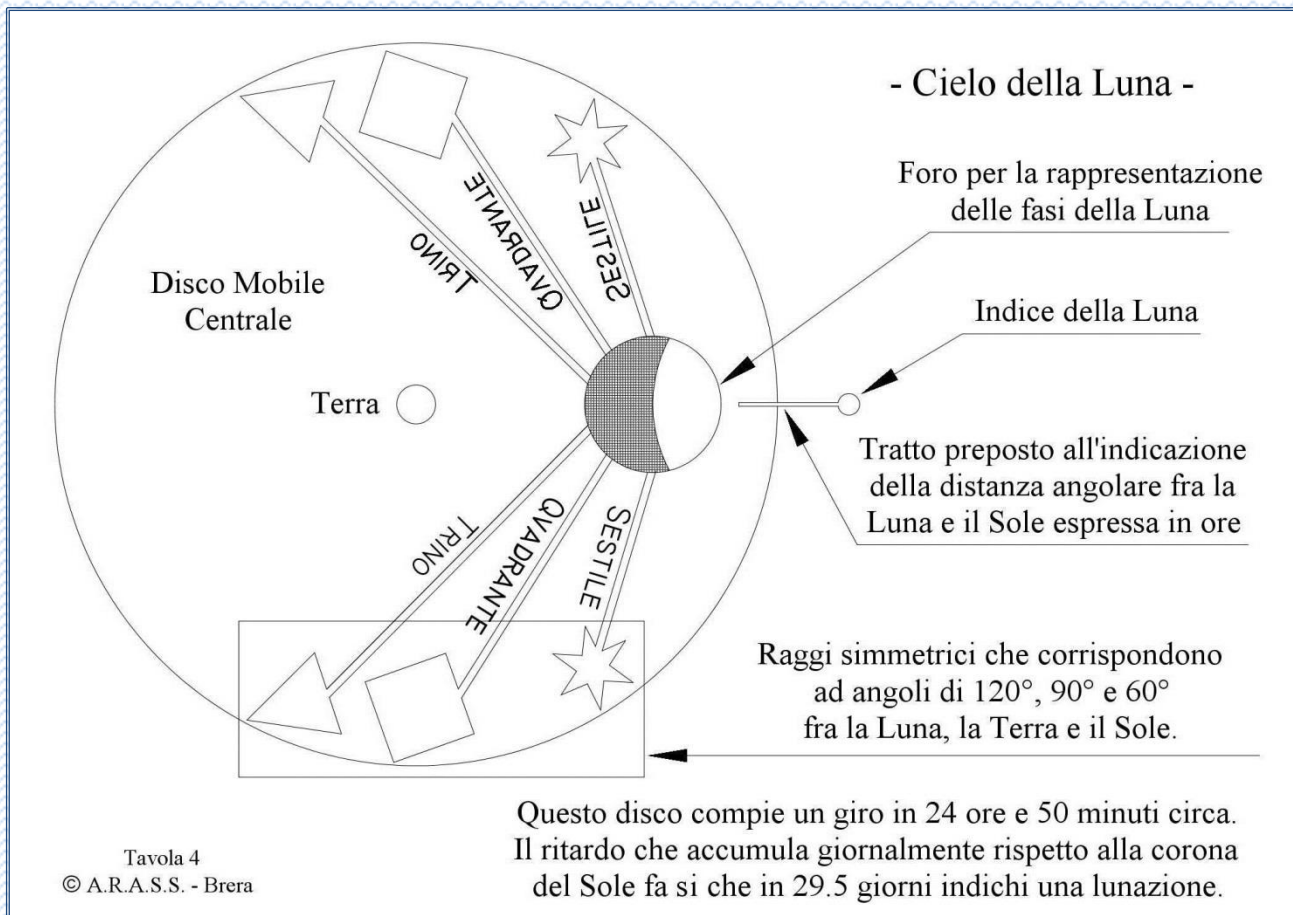 - Cielo della Luna -
Foro per la rappresentazione
delle fasi della Luna
Indice della Luna
Tratto preposto all'indicazione
della distanza angolare fra la
Luna e il Sole espressa in ore
Raggi simmetrici che corrispondono
ad angoli di 120°, 90° e 60°
fra la Luna, la Terra e il Sole.
Questo disco compie un giro in 24 ore e 50 minuti circa.
Il ritardo che accumula giornalmente rispetto alla corona
del Sole fa si che in 29.5 giorni indichi una lunazione.
Disco Mobile
Centrale
Terra
TRINO
QVADRANTE
SESTILE
TRINO
QVADRANTE
SESTILE
Tavola 4
© A.R.A.S.S. - Brera